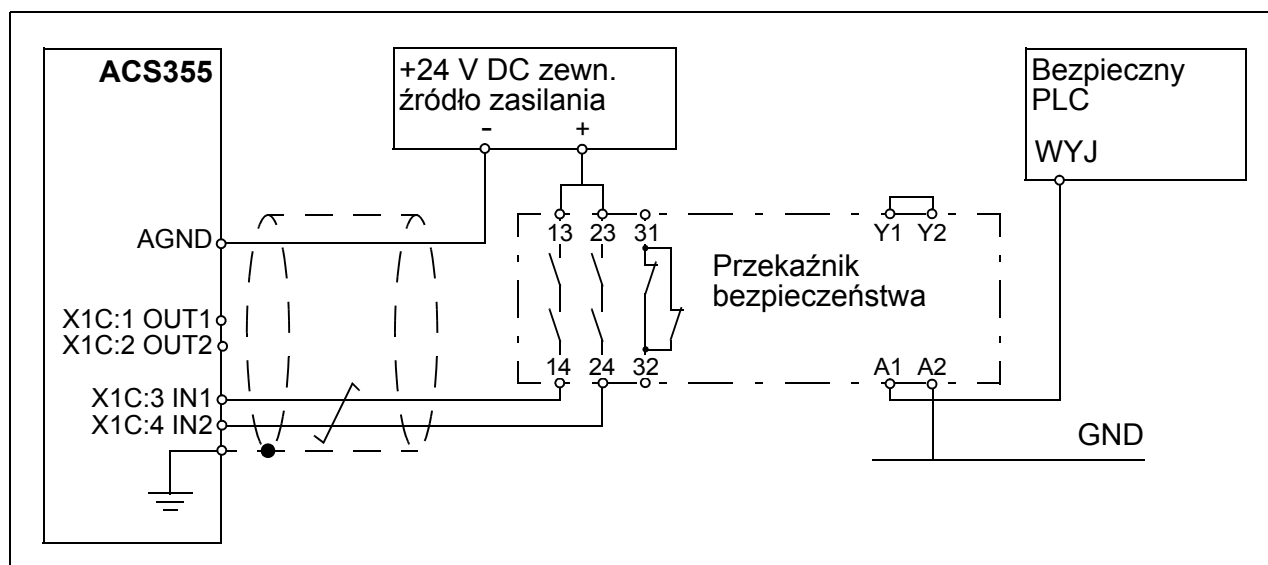 ACS355
+24 V DC zewn.
źródło zasilania
- +
Bezpieczny
PLC
WYJ
AGND
X1C:1 OUT1
X1C:2 OUT2
X1C:3 IN1
X1C:4 IN2
13 23 31
Y1 Y2
Przekaźnik
bezpieczeństwa
14 24 32
A1 A2
GND